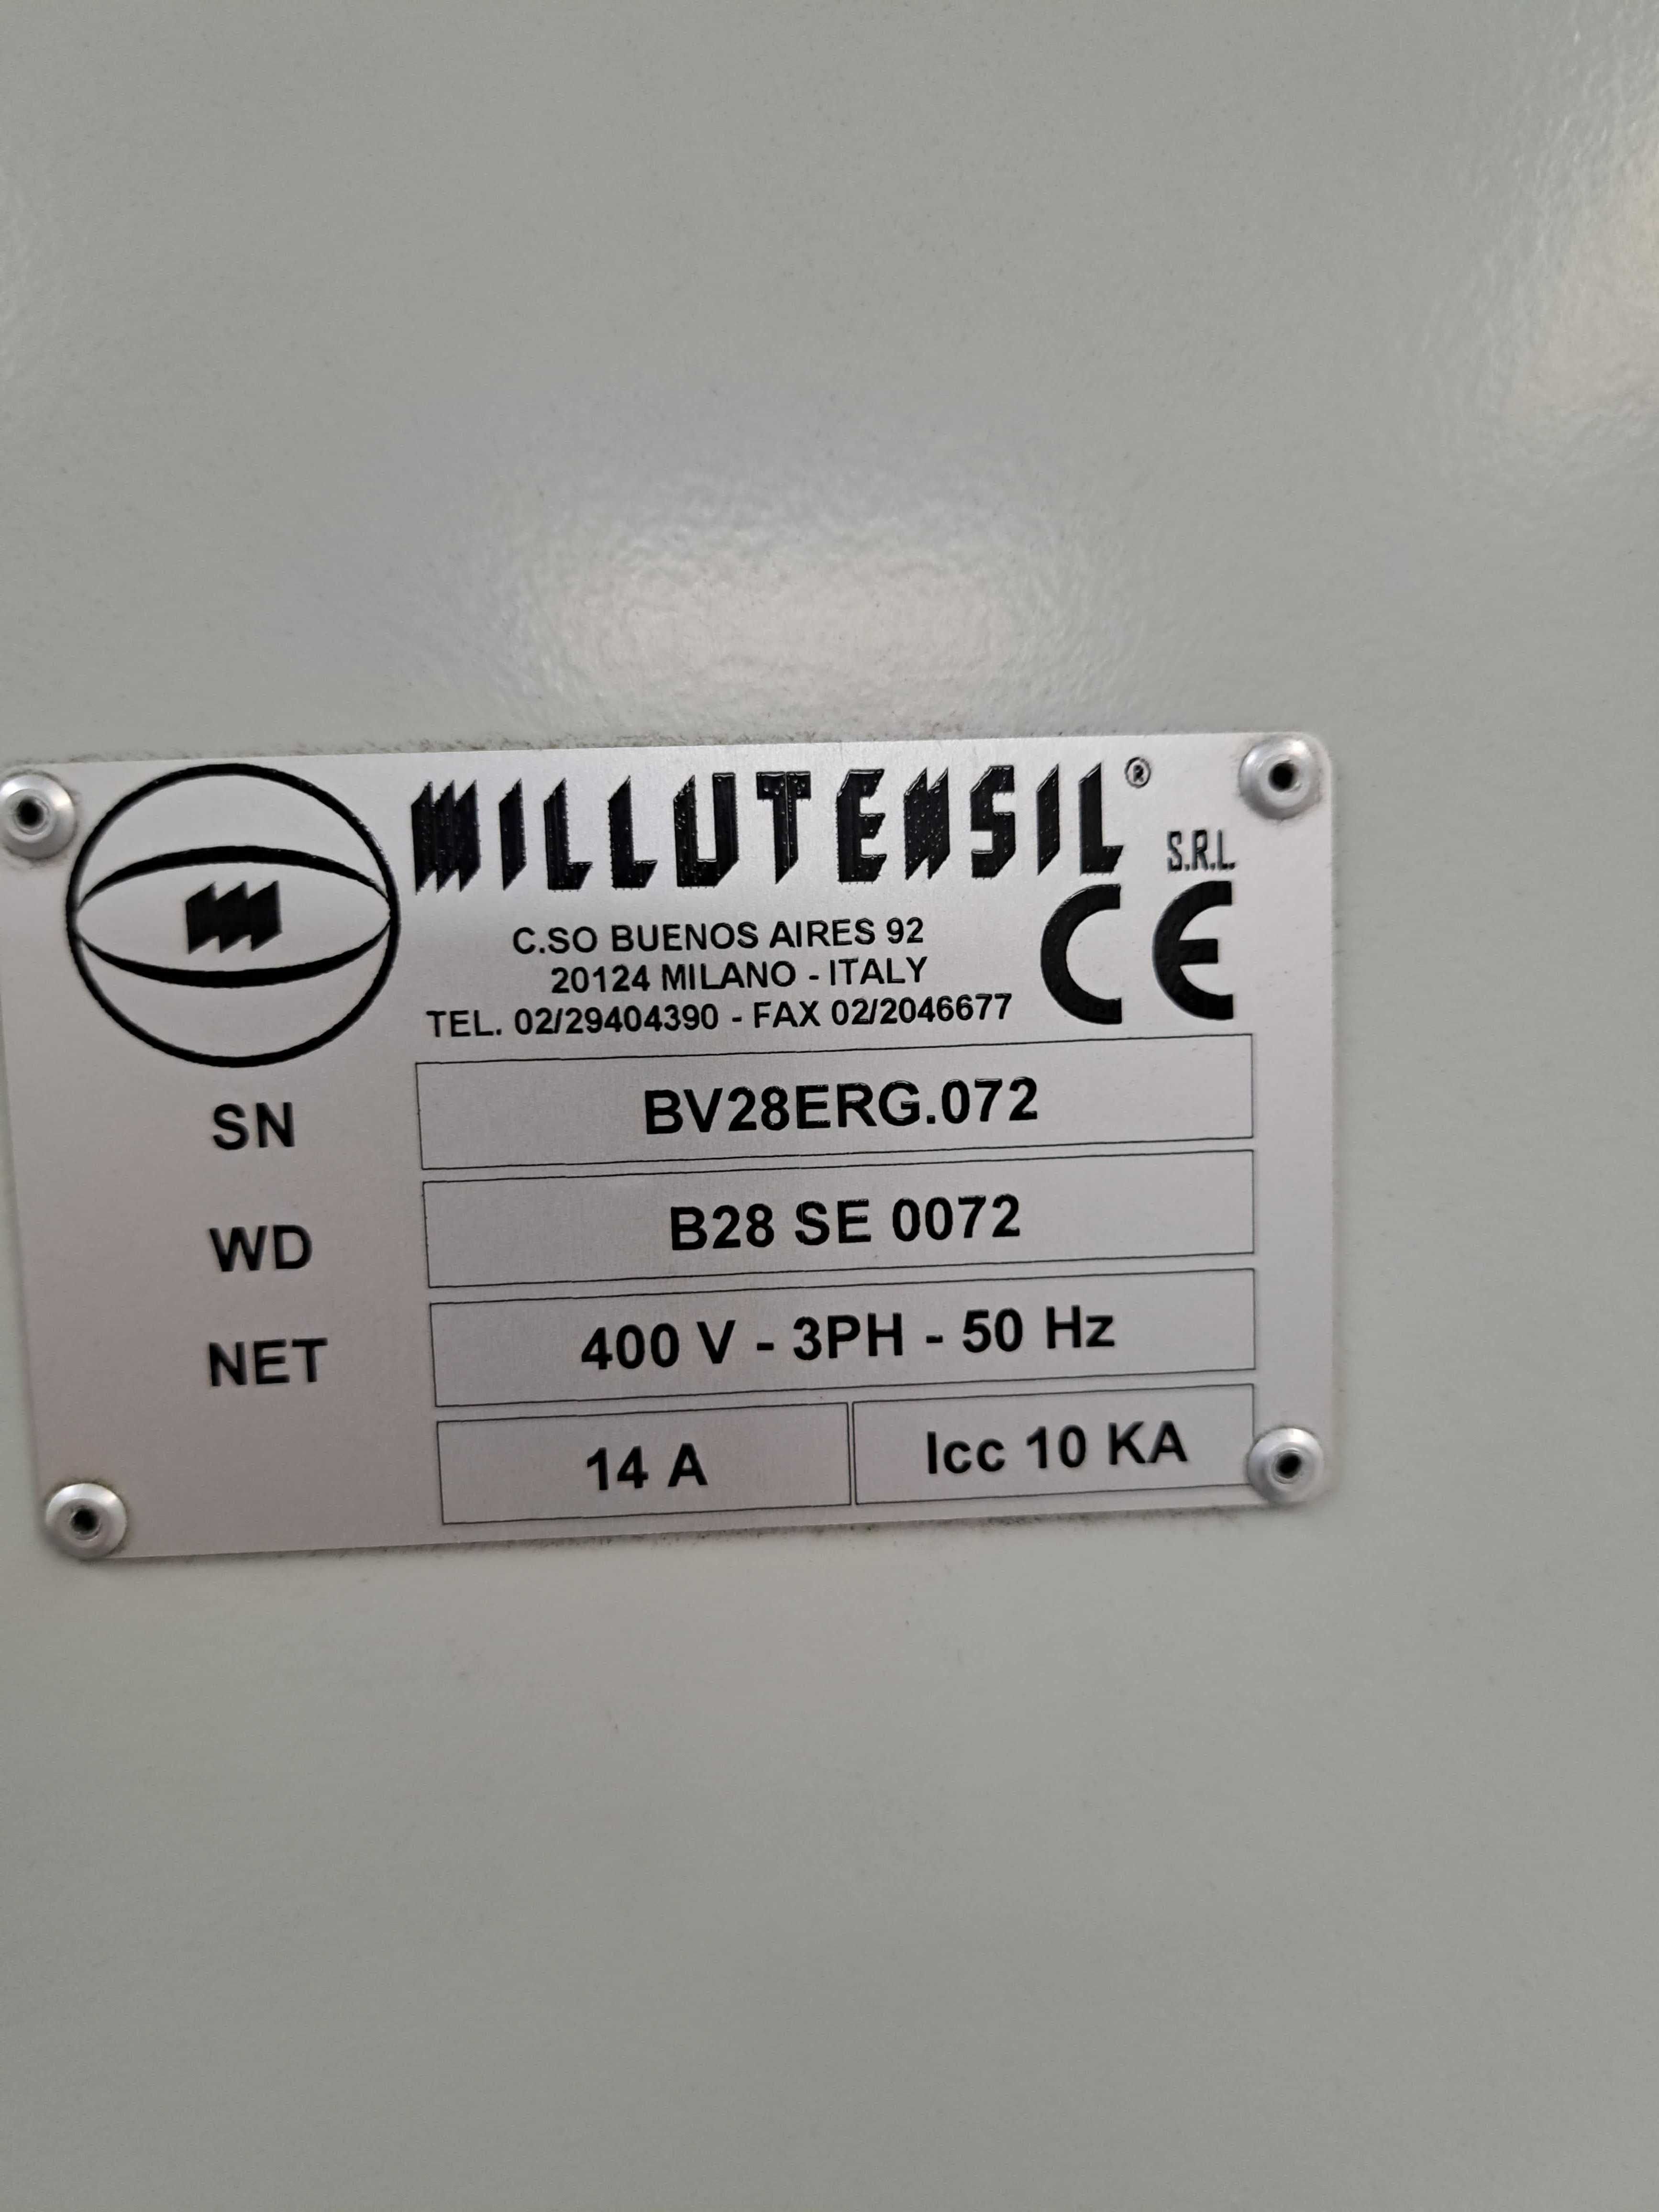 MILLUTENSIL® S.R.L.
C.SO BUENOS AIRES 92
20124 MILANO - ITALY
TEL. 02/29404390 - FAX 02/2046677
CE
SN BV28ERG.072
WD B28 SE 0072
NET 400 V - 3PH - 50 Hz
14 A Icc 10 KA